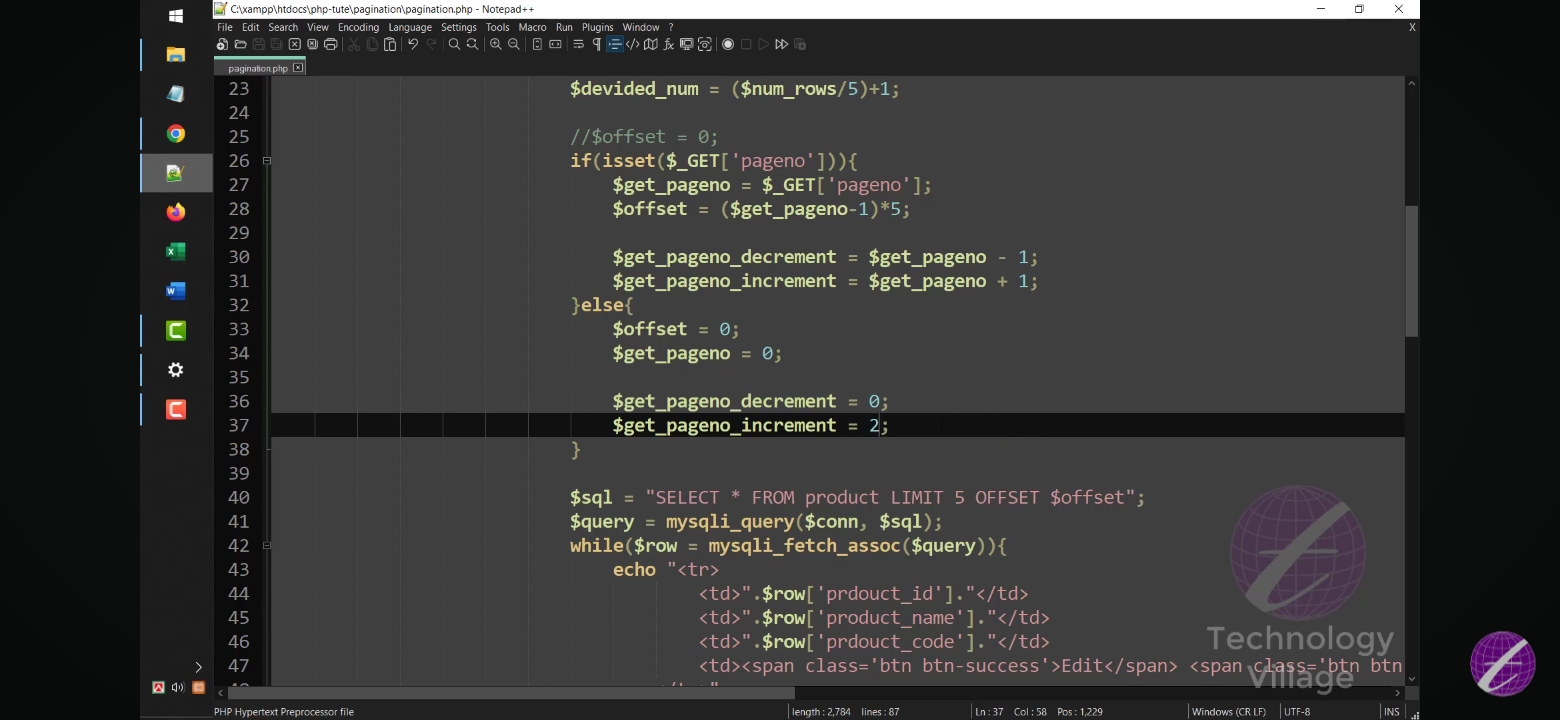 C:\xampp\htdocs\php-tute\pagination\pagination.php - Notepad++
File Edit Search View Encoding Language Settings Tools Macro Run Plugins Window ? X
pagination.php
23 $devided_num = ($num_rows/5)+1;
24
25 //$offset = 0;
26 if(isset($_GET['pageno'])){
27 $get_pageno = $_GET['pageno'];
28 $offset = ($get_pageno-1)*5;
29
30 $get_pageno_decrement = $get_pageno - 1;
31 $get_pageno_increment = $get_pageno + 1;
32 }else{
33 $offset = 0;
34 $get_pageno = 0;
35
36 $get_pageno_decrement = 0;
37 $get_pageno_increment = 2;
38 }
39
40 $sql = "SELECT * FROM product LIMIT 5 OFFSET $offset";
41 $query = mysqli_query($conn, $sql);
42 while($row = mysqli_fetch_assoc($query)){
43 echo "<tr>
44 <td>".$row['prdouct_id']."</td>
45 <td>".$row['product_name']."</td>
46 <td>".$row['prdouct_code']."</td>
47 <td><span class='btn btn-success'>Edit</span> <span class='btn btn
Technology
Village
PHP Hypertext Preprocessor file length : 2,784 lines : 87 Ln : 37 Col : 58 Pos : 1,229 Windows (CR LF) UTF-8 INS